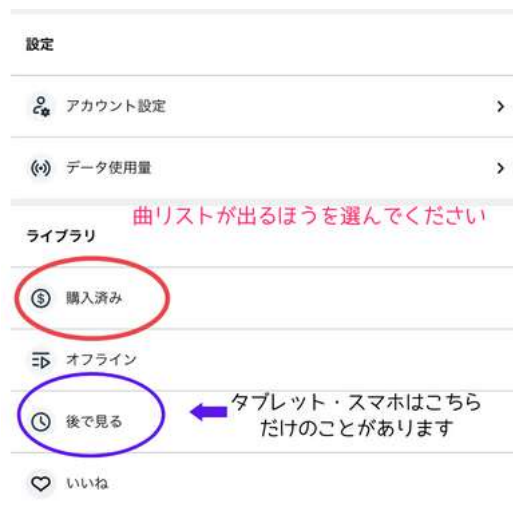 設定
アカウント設定
データ使用量
曲リストが出るほうを選んでください
ライブラリ
購入済み
オフライン
後で見る
タブレット・スマホはこちら
だけのことがあります
いいね